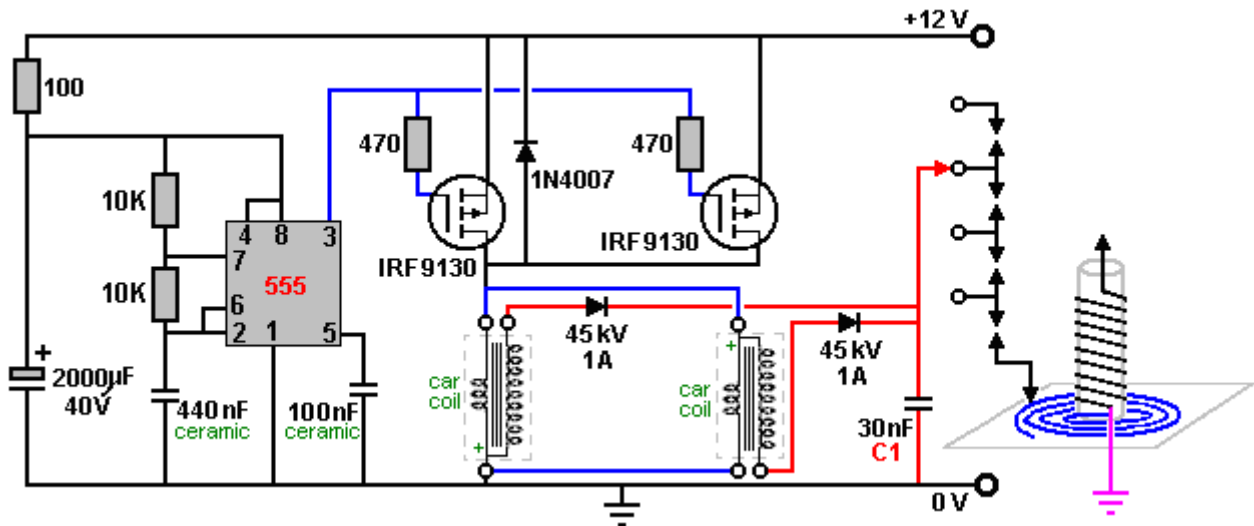 +12 V
100
470
470
1N4007
10K
4 8 3
7
IRF9130
IRF9130
10K
555
6
2 1 5
45 kV
1A
45 kV
1A
+
2000µF
40V
440 nF
ceramic
100nF
ceramic
car
coil
+
car
coil
+
30nF
C1
0 V